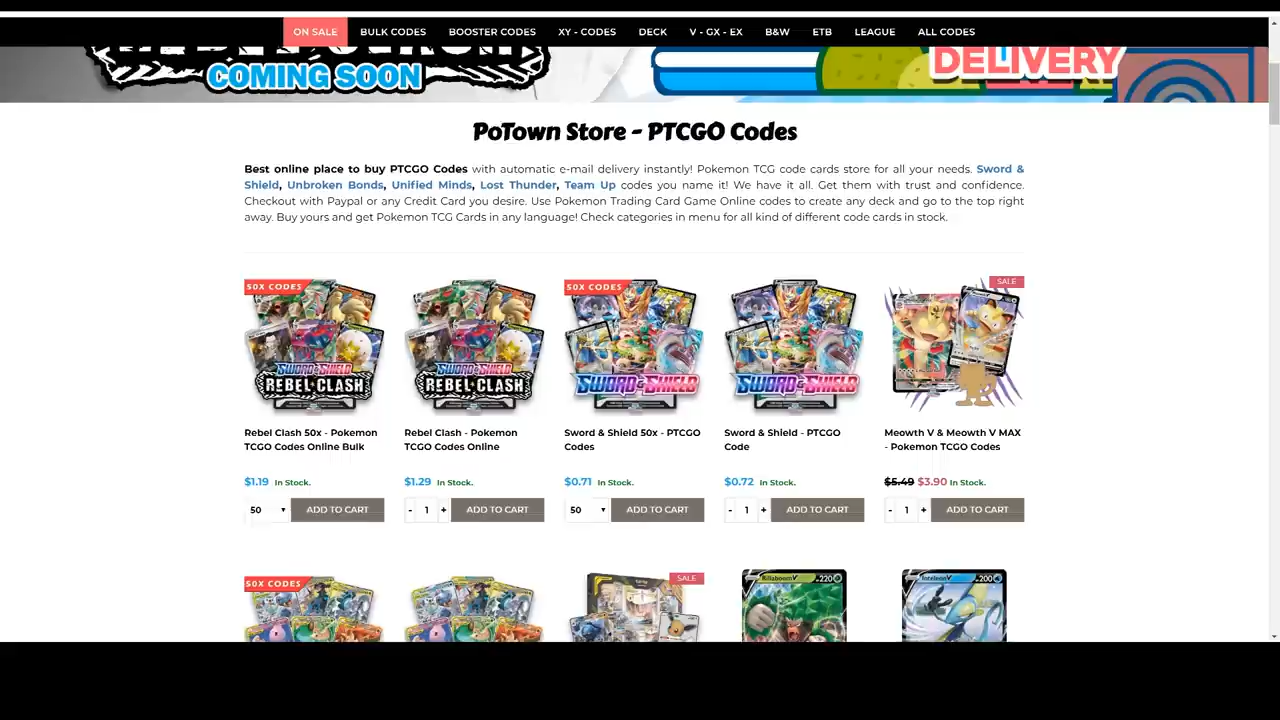 ON SALE BULK CODES BOOSTER CODES XY - CODES DECK V - GX - EX B&W ETB LEAGUE ALL CODES
COMING SOON
DELIVERY
PoTown Store - PTCGO Codes
Best online place to buy PTCGO Codes with automatic e-mail delivery instantly! Pokemon TCG code cards store for all your needs. Sword &
Shield, Unbroken Bonds, Unified Minds, Lost Thunder, Team Up codes you name it! We have it all. Get them with trust and confidence.
Checkout with Paypal or any Credit Card you desire. Use Pokemon Trading Card Game Online codes to create any deck and go to the top right
away. Buy yours and get Pokemon TCG Cards in any language! Check categories in menu for all kind of different code cards in stock.
50X CODES
SWORD & SHIELD
REBEL CLASH
Rebel Clash 50x - Pokemon
TCGO Codes Online Bulk
$1.19 In Stock.
50 ADD TO CART
SWORD & SHIELD
REBEL CLASH
Rebel Clash - Pokemon
TCGO Codes Online
$1.29 In Stock.
- 1 + ADD TO CART
50X CODES
SWORD & SHIELD
Sword & Shield 50x - PTCGO
Codes
$0.71 In Stock.
50 ADD TO CART
SWORD & SHIELD
Sword & Shield - PTCGO
Code
$0.72 In Stock.
- 1 + ADD TO CART
SALE
Meowth V & Meowth V MAX
- Pokemon TCGO Codes
$5.49 $3.90 In Stock.
- 1 + ADD TO CART
50X CODES
SALE
Rillaboom V 220
Inteleon V 200